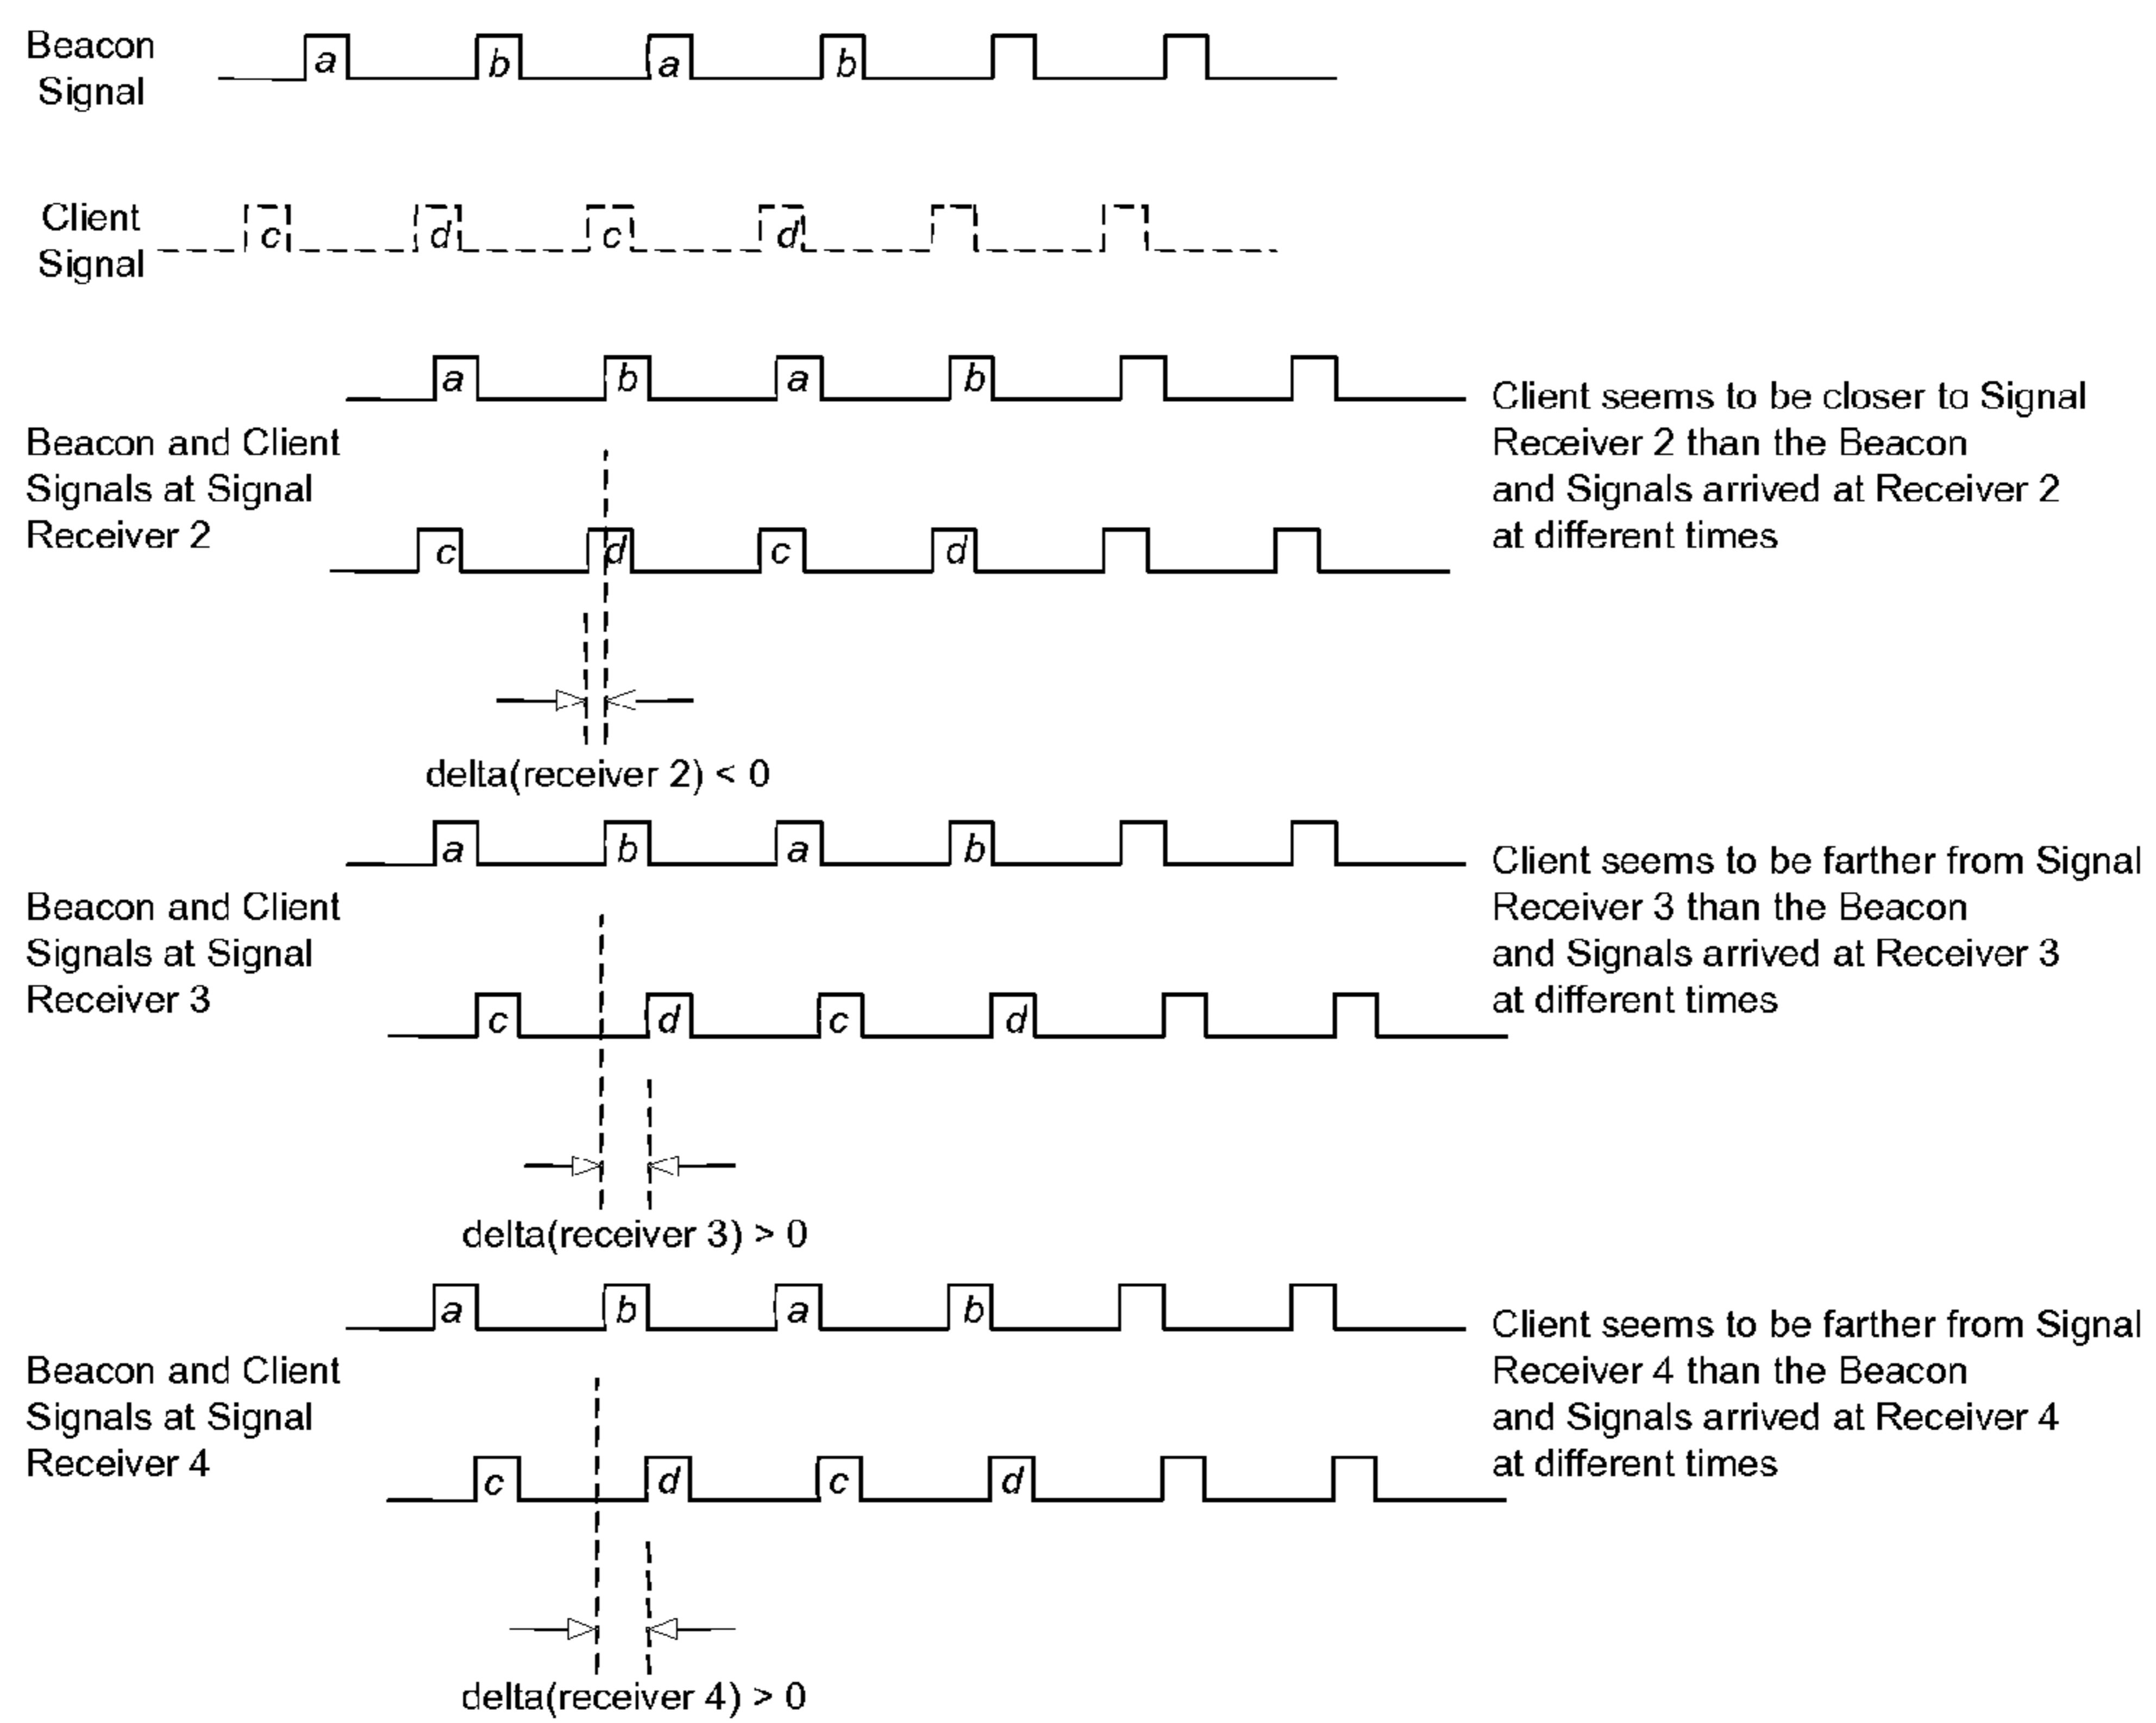 Beacon
Signal
a b a b
Client
Signal
c d c d
a b a b
Beacon and Client
Signals at Signal
Receiver 2
Client seems to be closer to Signal
Receiver 2 than the Beacon
and Signals arrived at Receiver 2
at different times
c d c d
delta(receiver 2) < 0
a b a b
Beacon and Client
Signals at Signal
Receiver 3
Client seems to be farther from Signal
Receiver 3 than the Beacon
and Signals arrived at Receiver 3
at different times
c d c d
delta(receiver 3) > 0
a b a b
Beacon and Client
Signals at Signal
Receiver 4
Client seems to be farther from Signal
Receiver 4 than the Beacon
and Signals arrived at Receiver 4
at different times
c d c d
delta(receiver 4) > 0